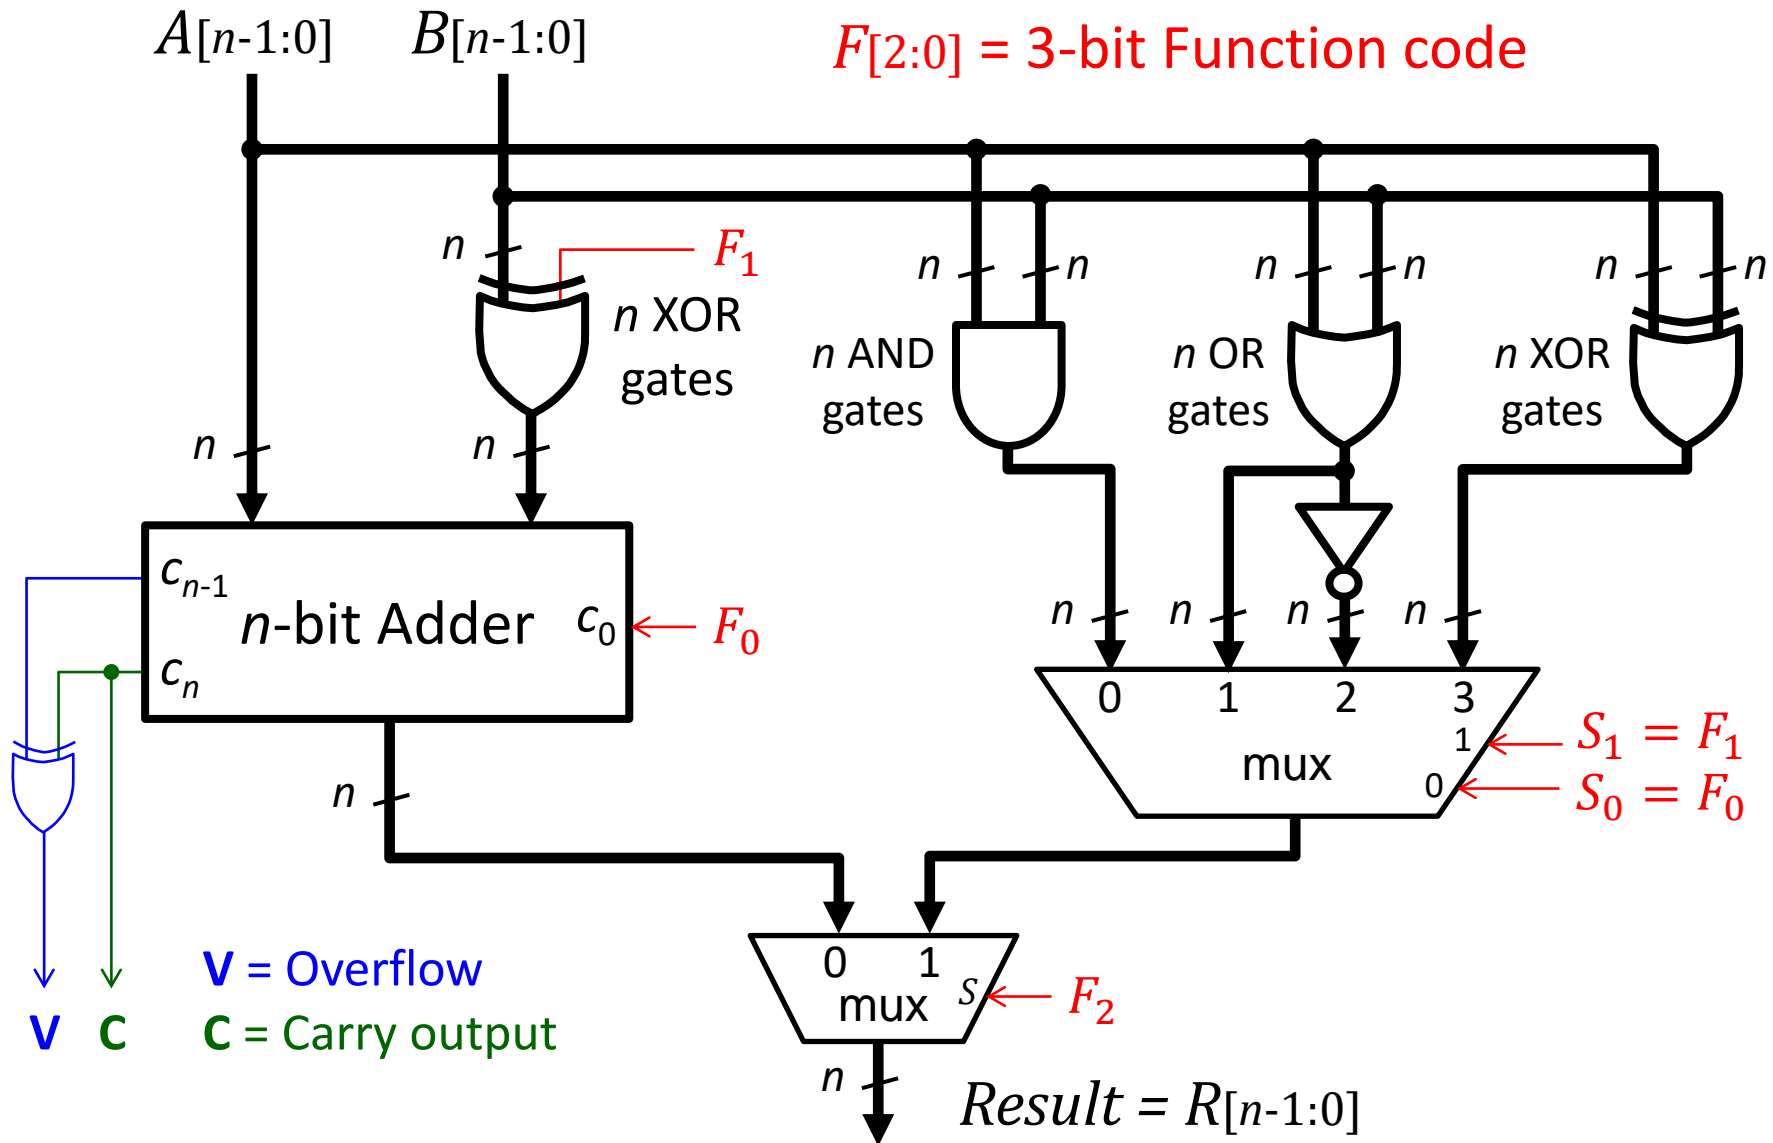 A[n-1:0]
B[n-1:0]
F[2:0] = 3-bit Function code
n
F₁
n
n
n
n
n
n
n XOR
gates
n AND
gates
n OR
gates
n XOR
gates
n
n
cₙ₋₁
n-bit Adder
c₀
F₀
cₙ
n
n
n
n
0
1
2
3
1
S₁ = F₁
mux
0
S₀ = F₀
n
0
1
S
F₂
mux
V = Overflow
V
C
C = Carry output
n
Result = R[n-1:0]